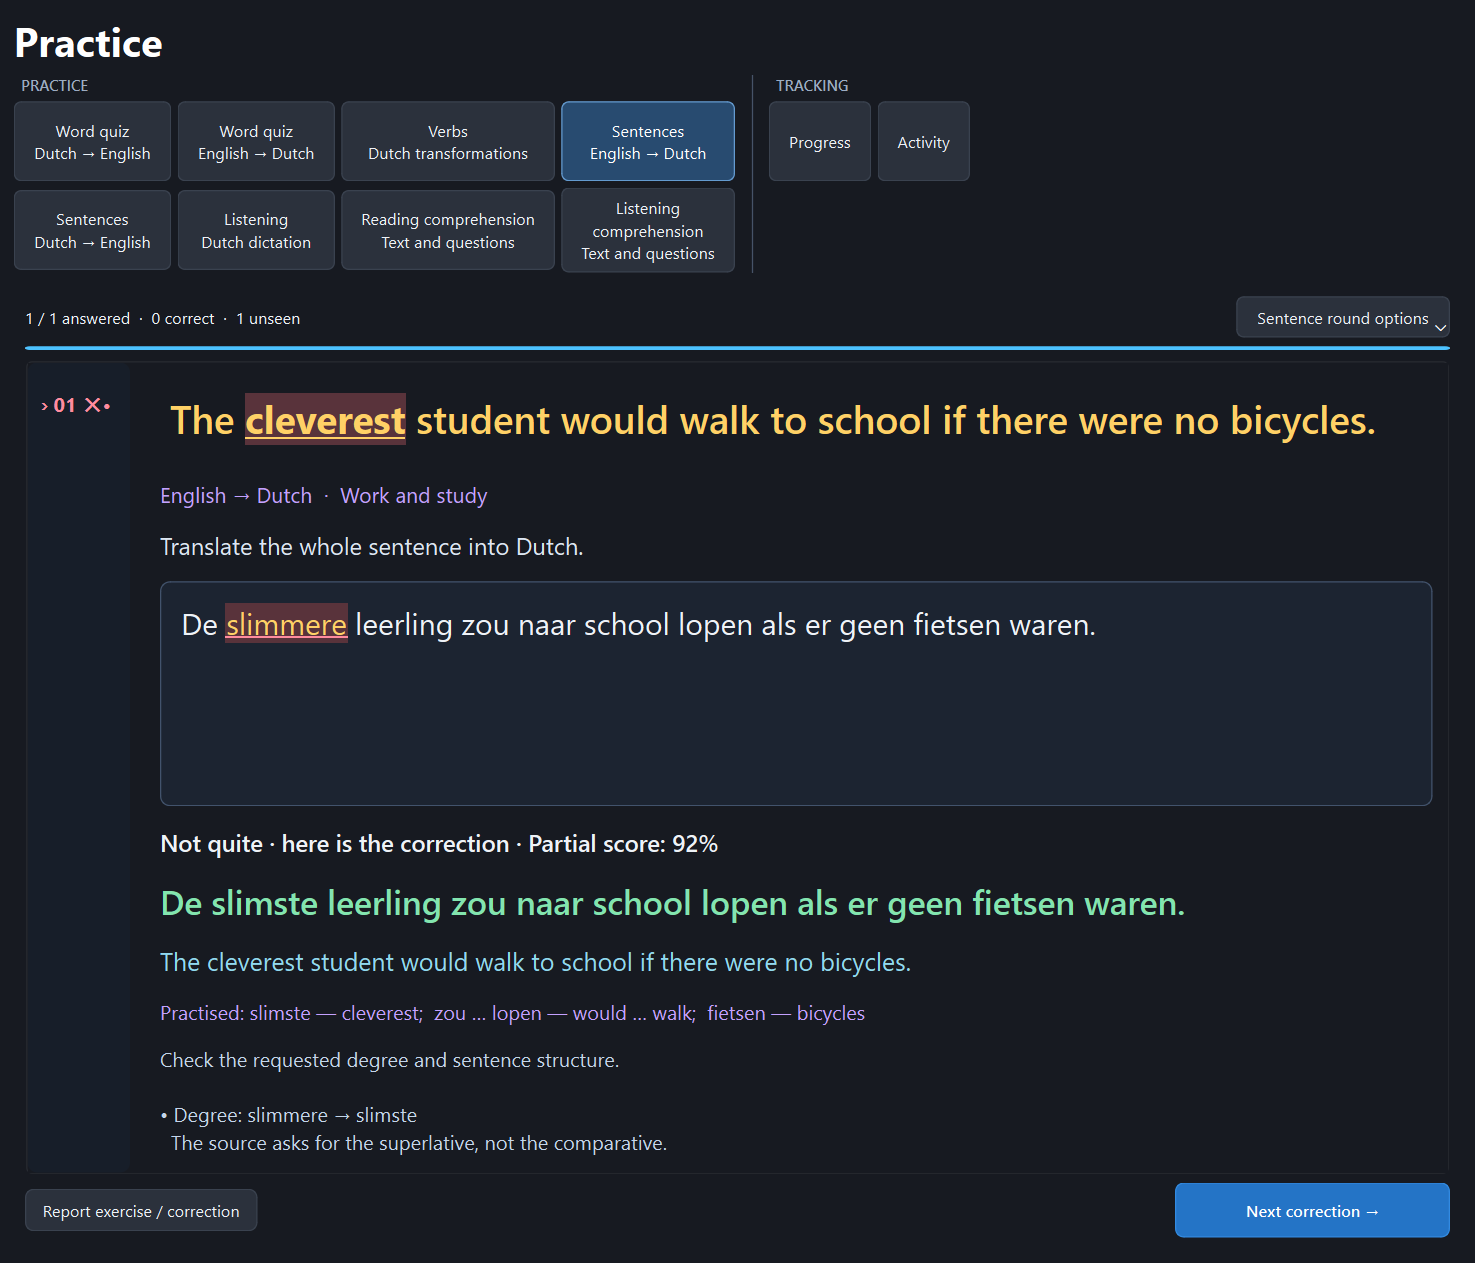 Practice
PRACTICE
Word quiz
Dutch → English
Word quiz
English → Dutch
Verbs
Dutch transformations
Sentences
English → Dutch
Sentences
Dutch → English
Listening
Dutch dictation
Reading comprehension
Text and questions
Listening
comprehension
Text and questions
TRACKING
Progress
Activity
1 / 1 answered · 0 correct · 1 unseen
Sentence round options
› 01 ✕•
The cleverest student would walk to school if there were no bicycles.
English → Dutch · Work and study
Translate the whole sentence into Dutch.
De slimmere leerling zou naar school lopen als er geen fietsen waren.
Not quite · here is the correction · Partial score: 92%
De slimste leerling zou naar school lopen als er geen fietsen waren.
The cleverest student would walk to school if there were no bicycles.
Practised: slimste — cleverest; zou ... lopen — would ... walk; fietsen — bicycles
Check the requested degree and sentence structure.
• Degree: slimmere → slimste
The source asks for the superlative, not the comparative.
Report exercise / correction
Next correction →